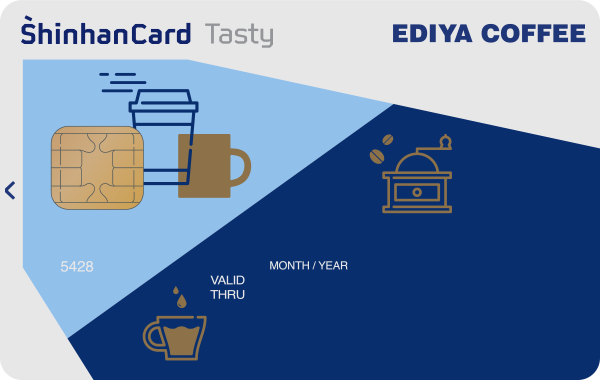 ShinhanCard Tasty
EDIYA COFFEE
5428
MONTH / YEAR
VALID
THRU